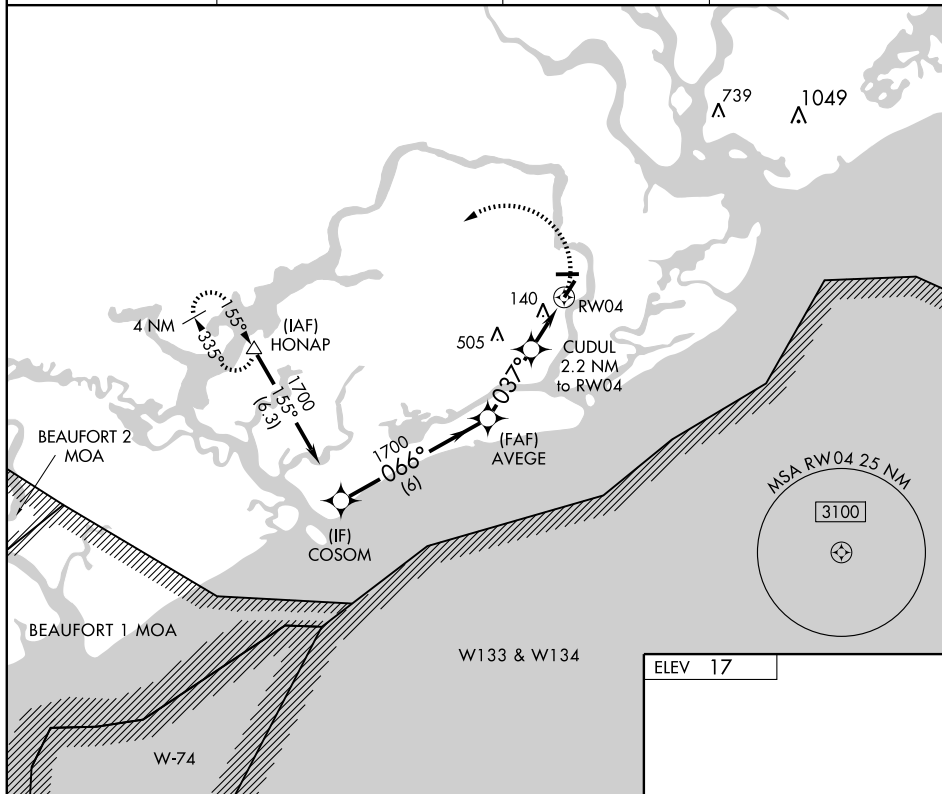 739
1049
4 NM
155°
335°
(IAF)
HONAP
1700
155°
(6.3)
140
RW04
505
CUDUL
2.2 NM
to RW04
037°
BEAUFORT 2
MOA
1700
066°
(6)
(FAF)
AVEGE
(IF)
COSOM
MSA RW04 25 NM
3100
BEAUFORT 1 MOA
W133 & W134
ELEV 17
W-74